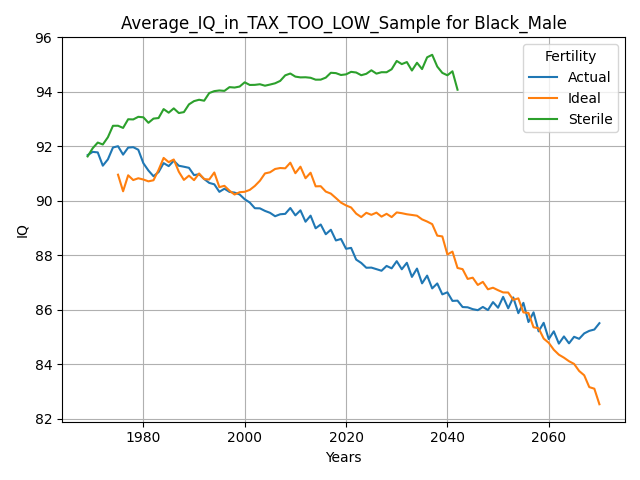 Average_IQ_in_TAX_TOO_LOW_Sample for Black_Male
96
94
92
90
88
86
84
82
IQ
1980
2000
2020
2040
2060
Years
Fertility
Actual
Ideal
Sterile